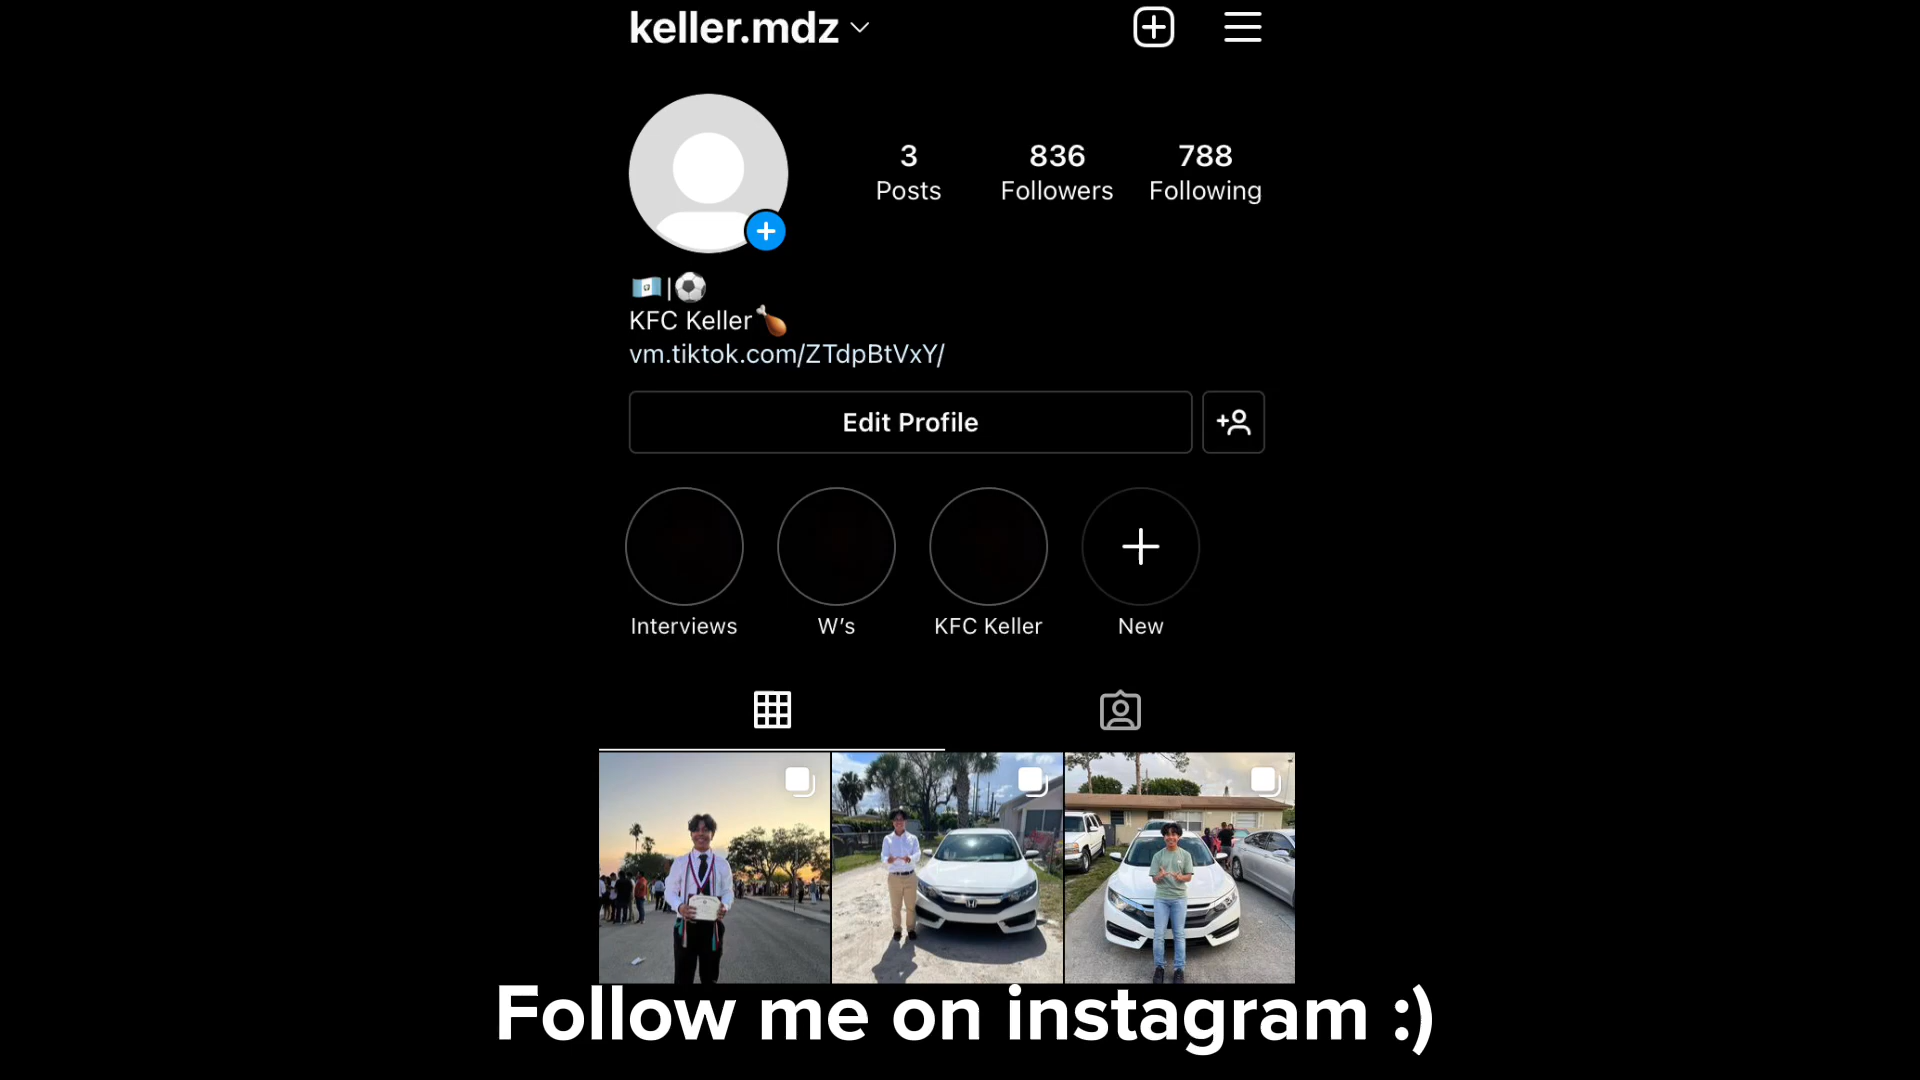 keller.mdz
3 836 788
Posts Followers Following
🇬🇹|⚽
KFC Keller🍗
vm.tiktok.com/ZTdpBtVxY/
Edit Profile
Interviews W’s KFC Keller New
Follow me on instagram :)